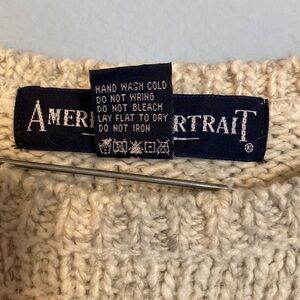 HAND WASH COLD
DO NOT WRING
DO NOT BLEACH
LAY FLAT TO DRY
DO NOT IRON
AMERI RTRAIT ®